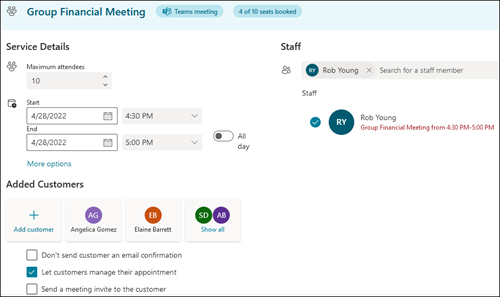 Group Financial Meeting
Teams meeting
4 of 10 seats booked
Service Details
Maximum attendees
10
Start
4/28/2022
4:30 PM
End
4/28/2022
5:00 PM
All day
More options
Added Customers
Add customer
AG
Angelica Gomez
EB
Elaine Barrett
SD
AB
Show all
Don't send customer an email confirmation
Let customers manage their appointment
Send a meeting invite to the customer
Staff
RY
Rob Young
Search for a staff member
Staff
RY
Rob Young
Group Financial Meeting from 4:30 PM-5:00 PM